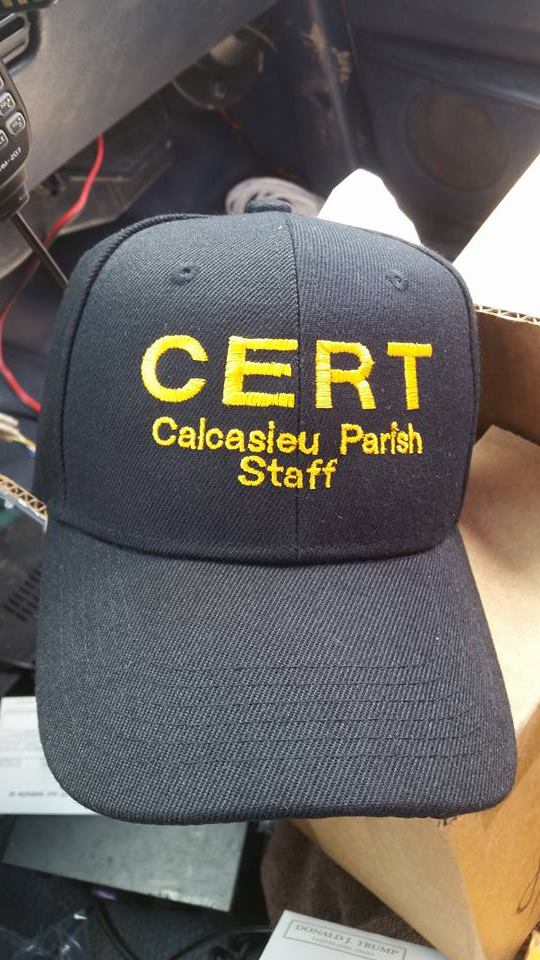 CERT
Calcasieu Parish
Staff
DONALD J. TRUMP